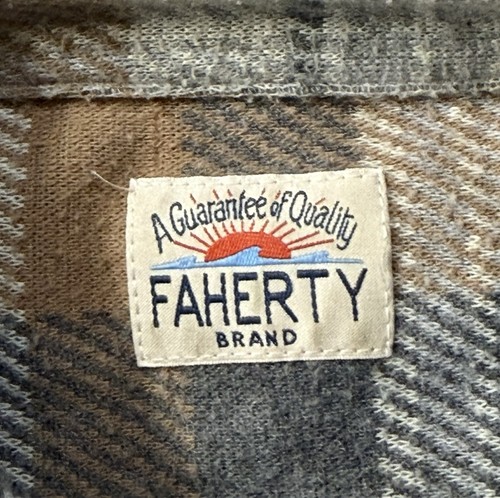 A Guarantee of Quality
FAHERTY
BRAND